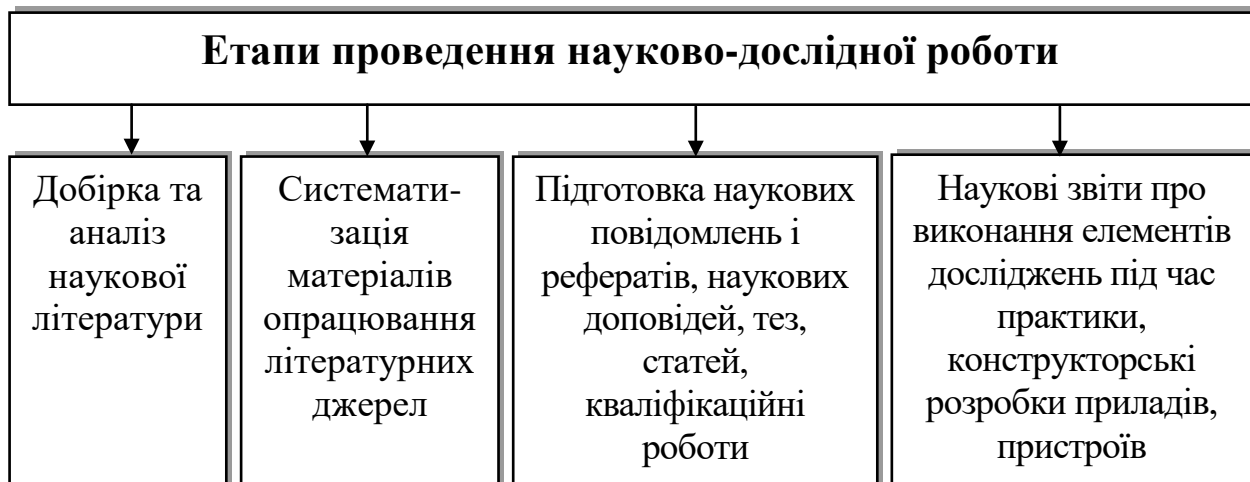 Етапи проведення науково-дослідної роботи
Добірка та
аналіз
наукової
літератури
Системати-
зація
матеріалів
опрацювання
літературних
джерел
Підготовка наукових
повідомлень і
рефератів, наукових
доповідей, тез,
статей,
кваліфікаційні
роботи
Наукові звіти про
виконання елементів
досліджень під час
практики,
конструкторські
розробки приладів,
пристроїв